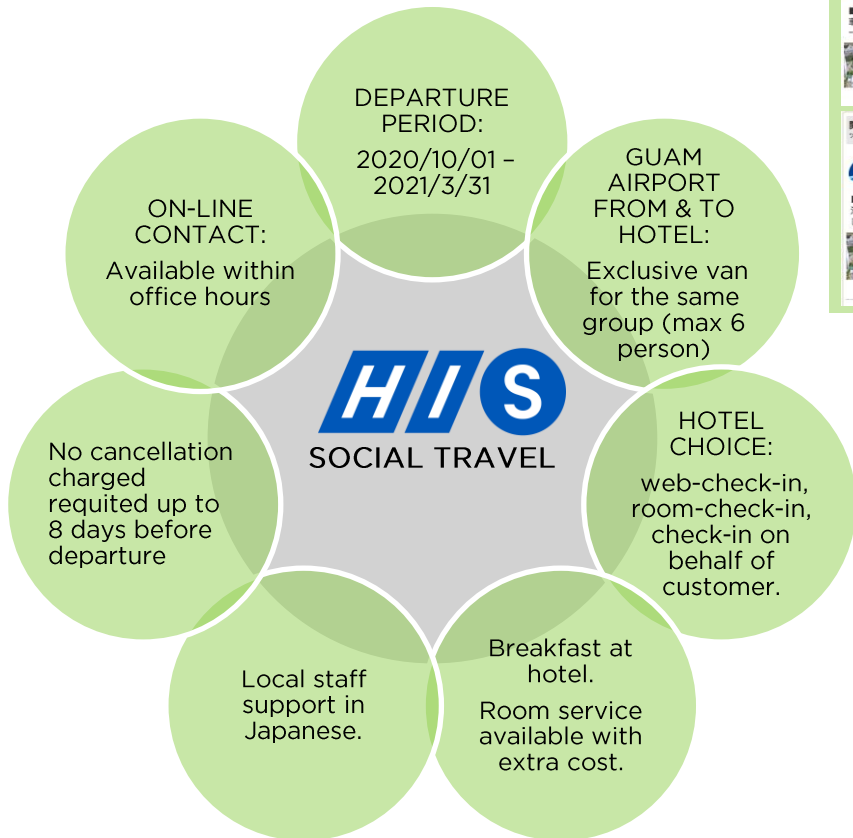 DEPARTURE
PERIOD:
2020/10/01 –
2021/3/31
GUAM
AIRPORT
FROM & TO
HOTEL:
Exclusive van
for the same
group (max 6
person)
HOTEL
CHOICE:
web-check-in,
room-check-in,
check-in on
behalf of
customer.
Breakfast at
hotel.
Room service
available with
extra cost.
Local staff
support in
Japanese.
No cancellation
charged
requited up to
8 days before
departure
ON-LINE
CONTACT:
Available within
office hours
HIS
SOCIAL TRAVEL